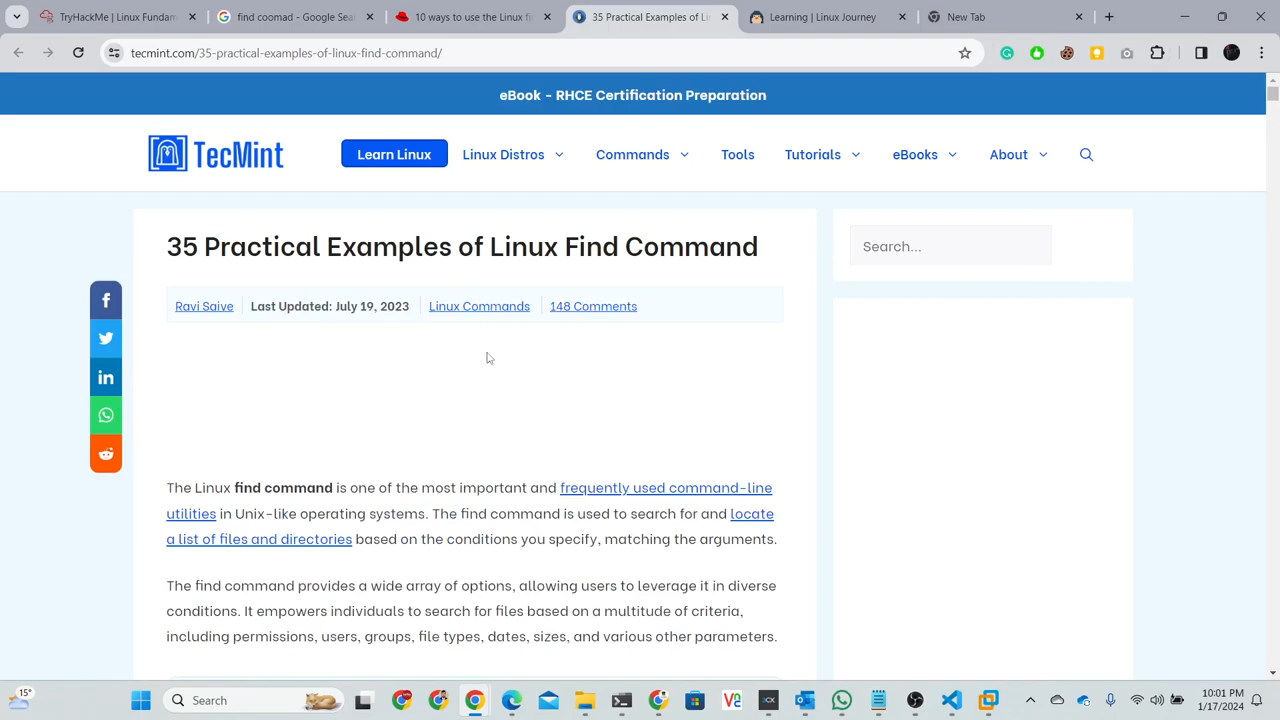 TryHackMe | Linux Fundam
find coomad - Google Sea
10 ways to use the Linux fin
35 Practical Examples of Li
Learning | Linux Journey
New Tab
tecmint.com/35-practical-examples-of-linux-find-command/
eBook - RHCE Certification Preparation
TecMint
Learn Linux
Linux Distros
Commands
Tools
Tutorials
eBooks
About
35 Practical Examples of Linux Find Command
Search...
Ravi Saive
Last Updated: July 19, 2023
Linux Commands
148 Comments
The Linux find command is one of the most important and frequently used command-line
utilities in Unix-like operating systems. The find command is used to search for and locate
a list of files and directories based on the conditions you specify, matching the arguments.
The find command provides a wide array of options, allowing users to leverage it in diverse
conditions. It empowers individuals to search for files based on a multitude of criteria,
including permissions, users, groups, file types, dates, sizes, and various other parameters.
15°
Search
10:01 PM
1/17/2024